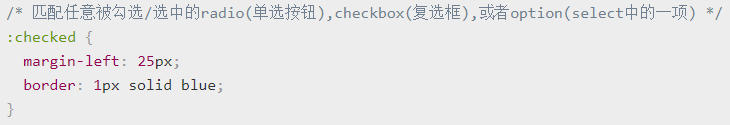 /* 匹配任意被勾选/选中的radio(单选按钮),checkbox(复选框),或者option(select中的一项) */
:checked {
  margin-left: 25px;
  border: 1px solid blue;
}